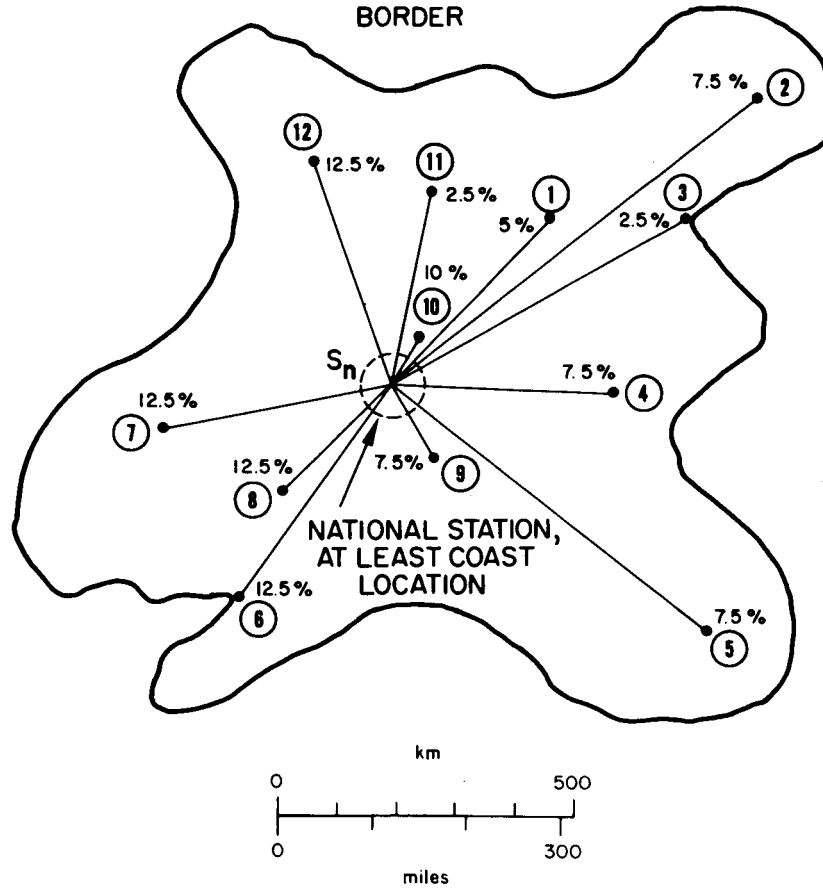 BORDER
7.5 % 2
12 12.5%
11 2.5%
1 5%
3 2.5%
10 %
10
Sn
7.5% 4
12.5%
7
12.5%
8
7.5% 9
NATIONAL STATION,
AT LEAST COAST
LOCATION
12.5%
6
7.5%
5
km
0 500
0 300
miles